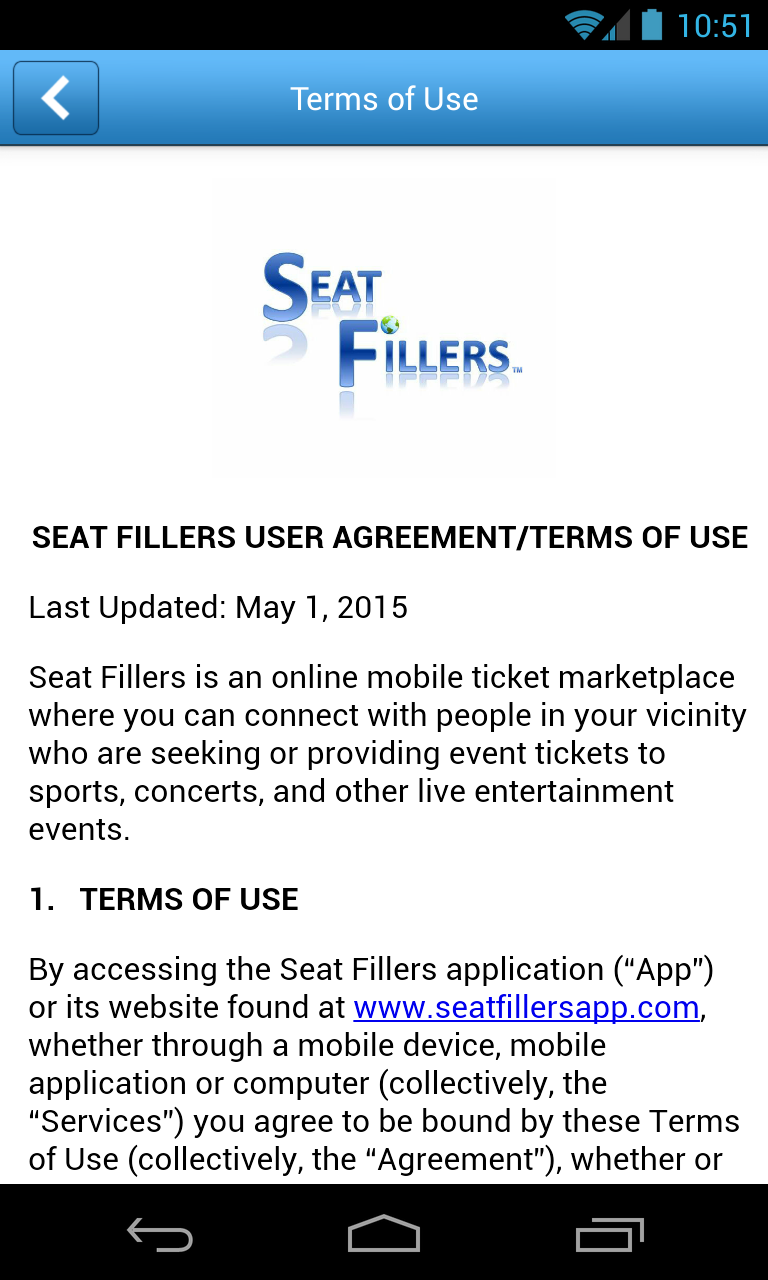 10:51
Terms of Use
SEAT
FILLERS™
SEAT FILLERS USER AGREEMENT/TERMS OF USE
Last Updated: May 1, 2015
Seat Fillers is an online mobile ticket marketplace
where you can connect with people in your vicinity
who are seeking or providing event tickets to
sports, concerts, and other live entertainment
events.
1. TERMS OF USE
By accessing the Seat Fillers application (“App”)
or its website found at www.seatfillersapp.com,
whether through a mobile device, mobile
application or computer (collectively, the
“Services”) you agree to be bound by these Terms
of Use (collectively, the “Agreement”), whether or